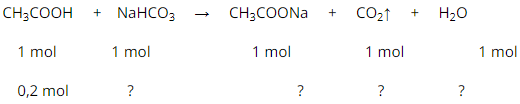 CH₃COOH + NaHCO₃ → CH₃COONa + CO₂↑ + H₂O
1 mol 1 mol 1 mol 1 mol 1 mol
0,2 mol ? ? ? ?